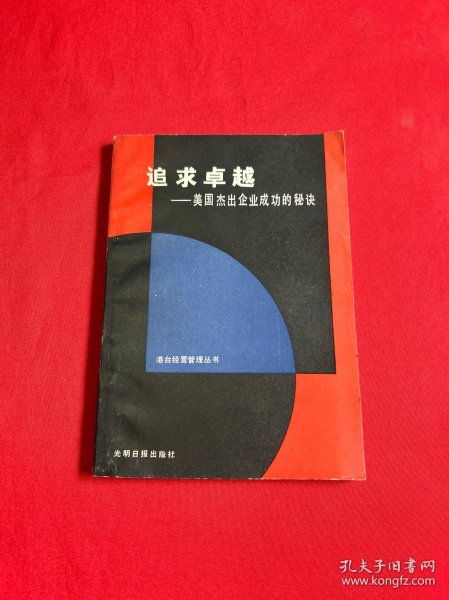 追求卓越
——美国杰出企业成功的秘诀
港台经营管理丛书
光明日报出版社
孔夫子旧书网
www.kongfz.com